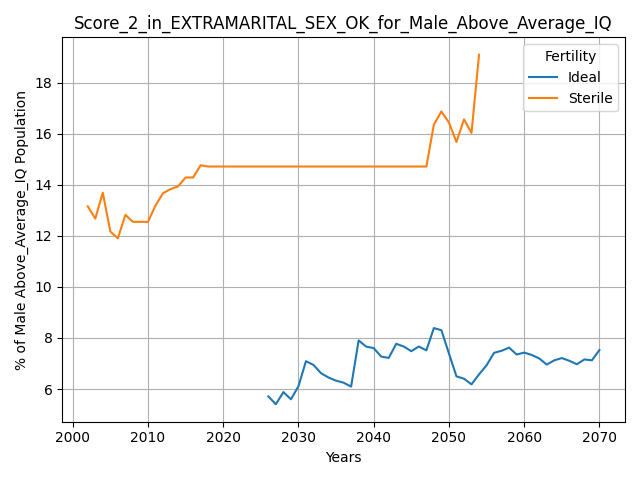 Score_2_in_EXTRAMARITAL_SEX_OK_for_Male_Above_Average_IQ
Fertility
Ideal
Sterile
% of Male Above_Average_IQ Population
18
16
14
12
10
8
6
2000 2010 2020 2030 2040 2050 2060 2070
Years